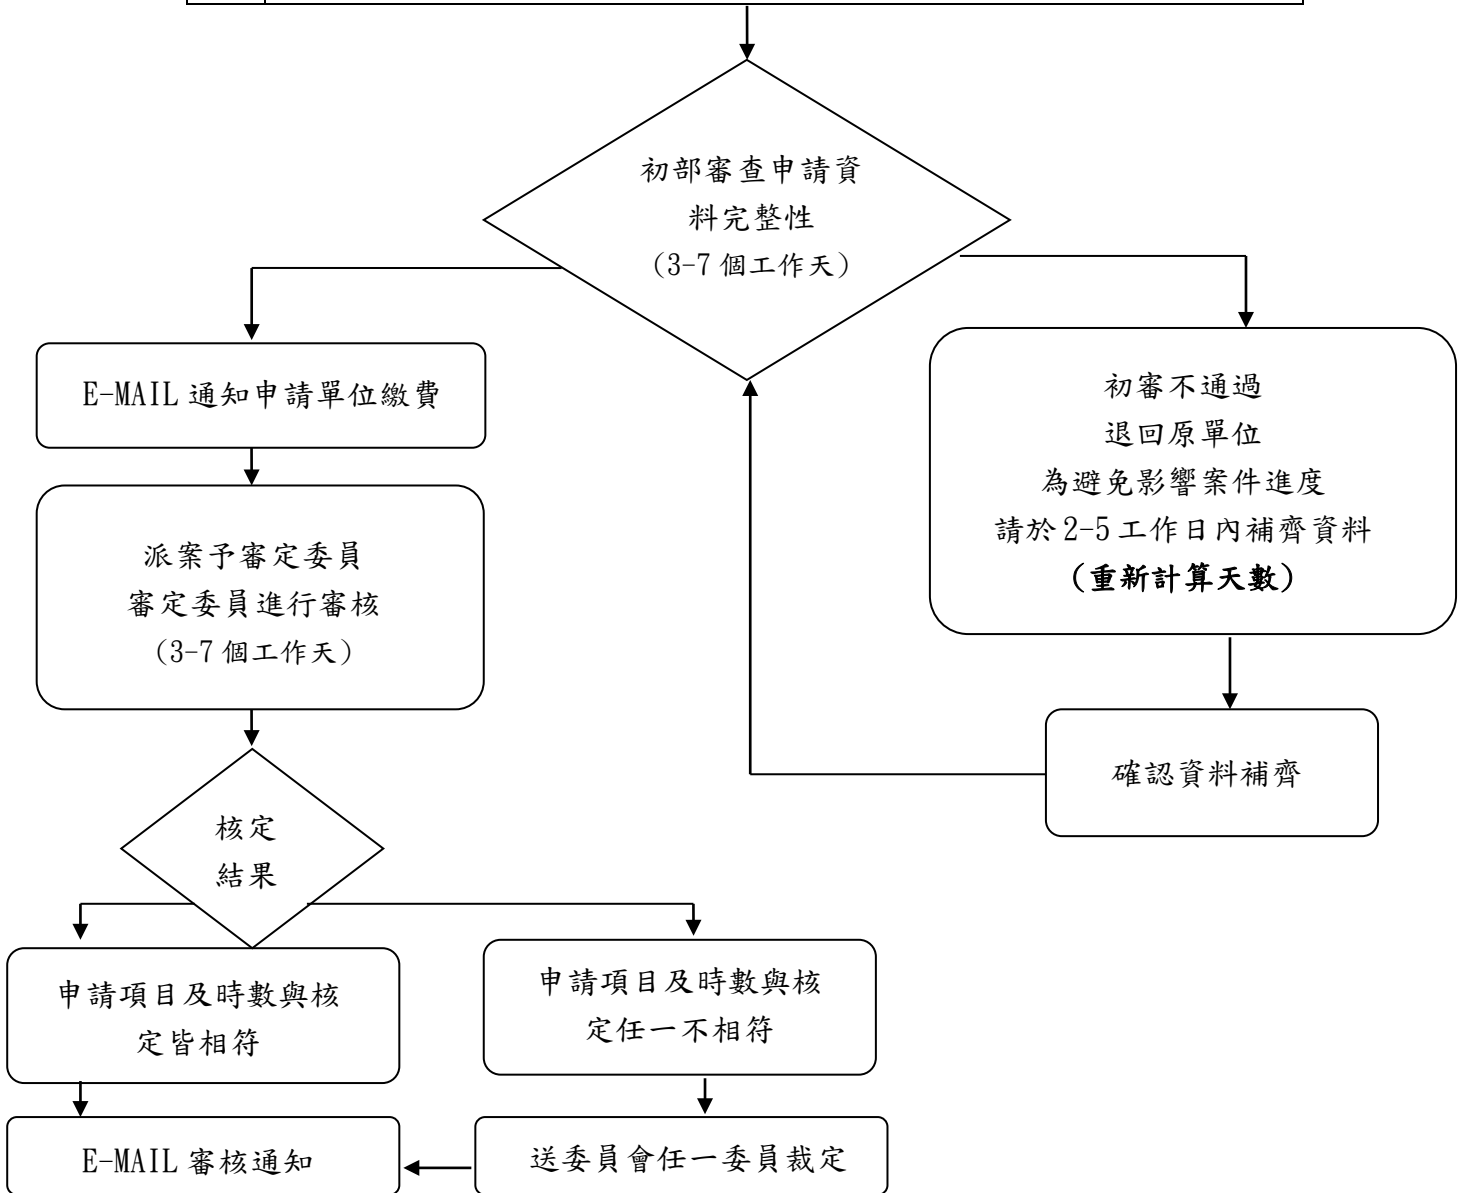 初部審查申請資
料完整性
(3-7 個工作天)
E-MAIL 通知申請單位繳費
初審不通過
退回原單位
為避免影響案件進度
請於 2-5 工作日內補齊資料
(重新計算天數)
派案予審定委員
審定委員進行審核
(3-7 個工作天)
確認資料補齊
核定
結果
申請項目及時數與核
定皆相符
申請項目及時數與核
定任一不相符
E-MAIL 審核通知
送委員會任一委員裁定